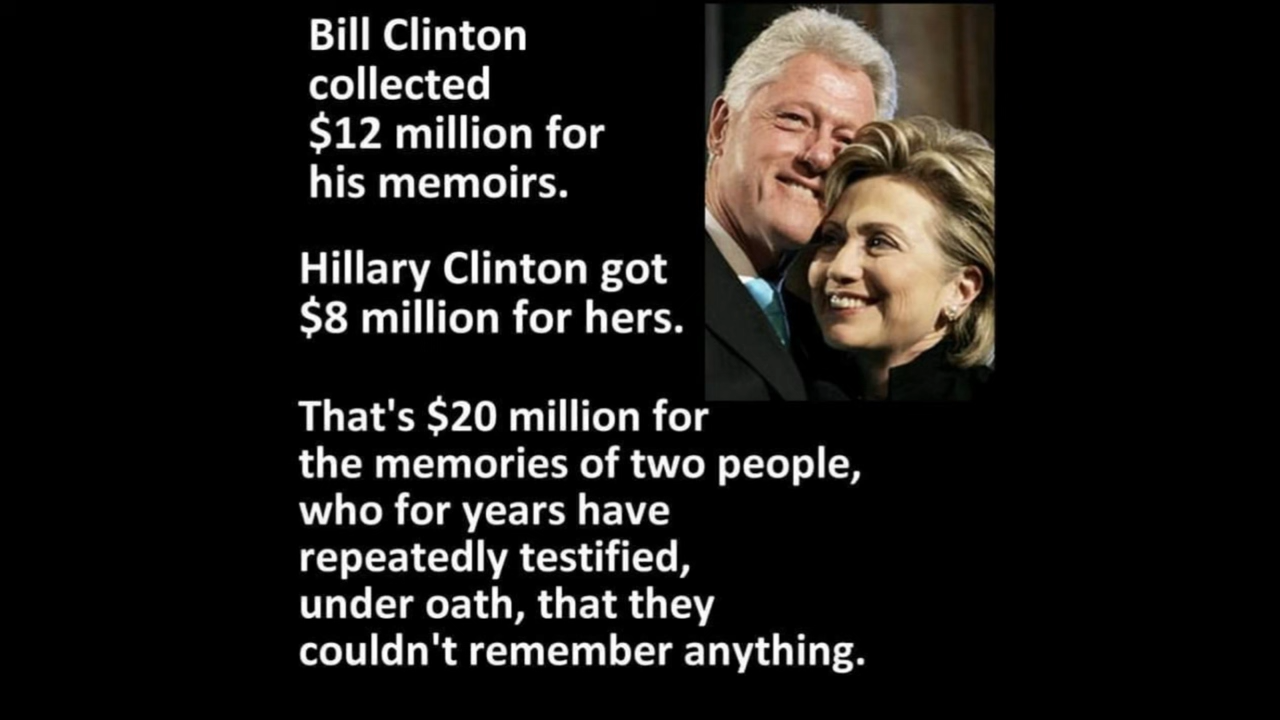 Bill Clinton
collected
$12 million for
his memoirs.
Hillary Clinton got
$8 million for hers.
That's $20 million for
the memories of two people,
who for years have
repeatedly testified,
under oath, that they
couldn't remember anything.